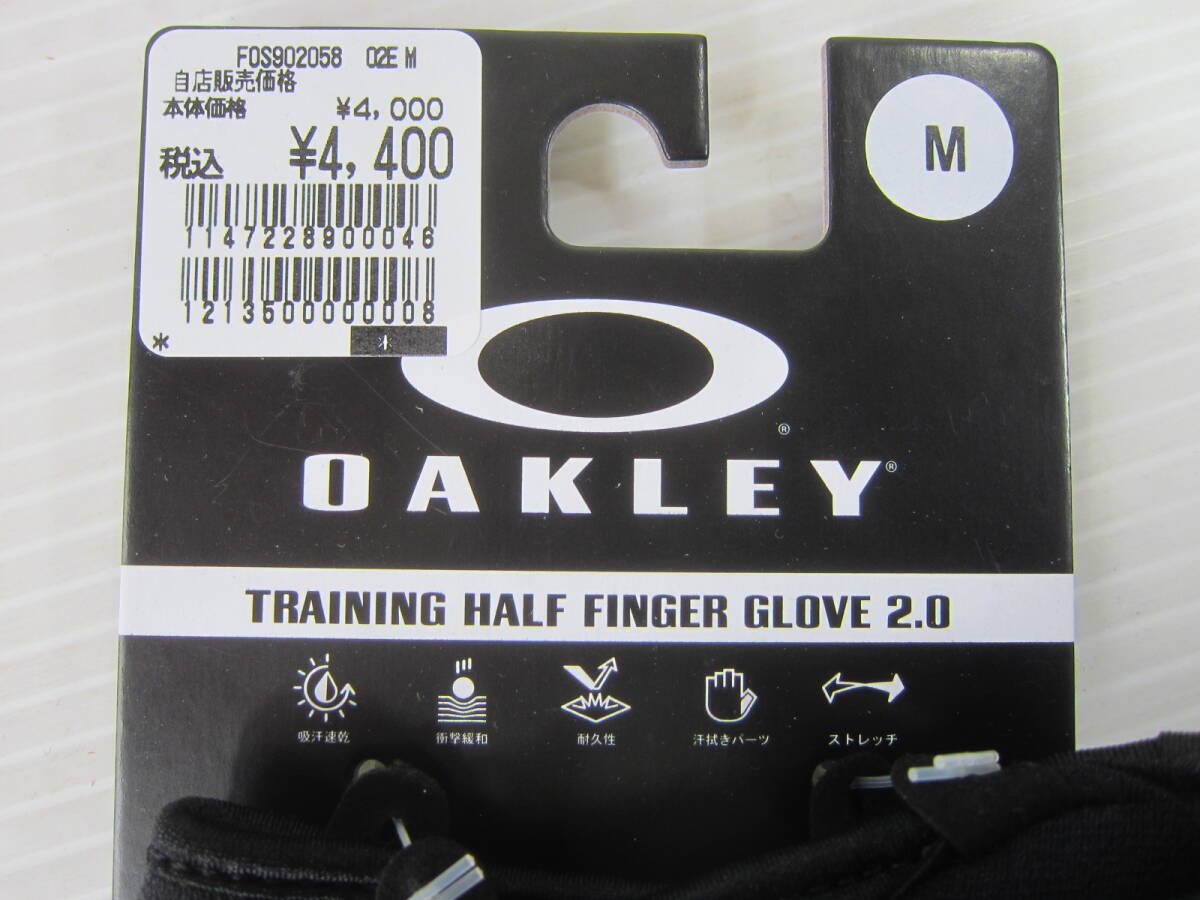 FOS902058 02E M
自店販売価格
本体価格 ¥4,000
税込 ¥4,400
1147228900046
1213500000008
*
*
M
®
OAKLEY®
TRAINING HALF FINGER GLOVE 2.0
吸汗速乾
衝撃緩和
耐久性
汗拭きパーツ
ストレッチ